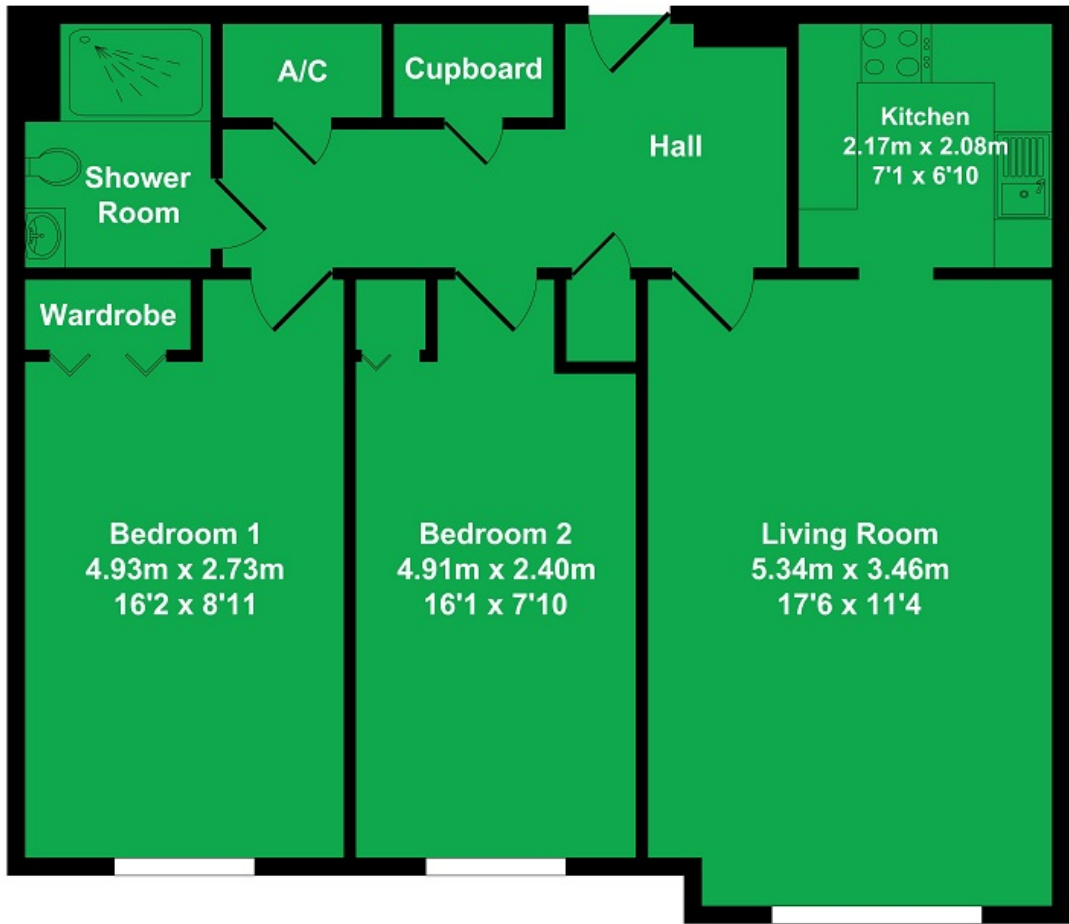 A/C
Cupboard
Hall
Kitchen
2.17m x 2.08m
7'1 x 6'10
Shower
Room
Wardrobe
Bedroom 1
4.93m x 2.73m
16'2 x 8'11
Bedroom 2
4.91m x 2.40m
16'1 x 7'10
Living Room
5.34m x 3.46m
17'6 x 11'4